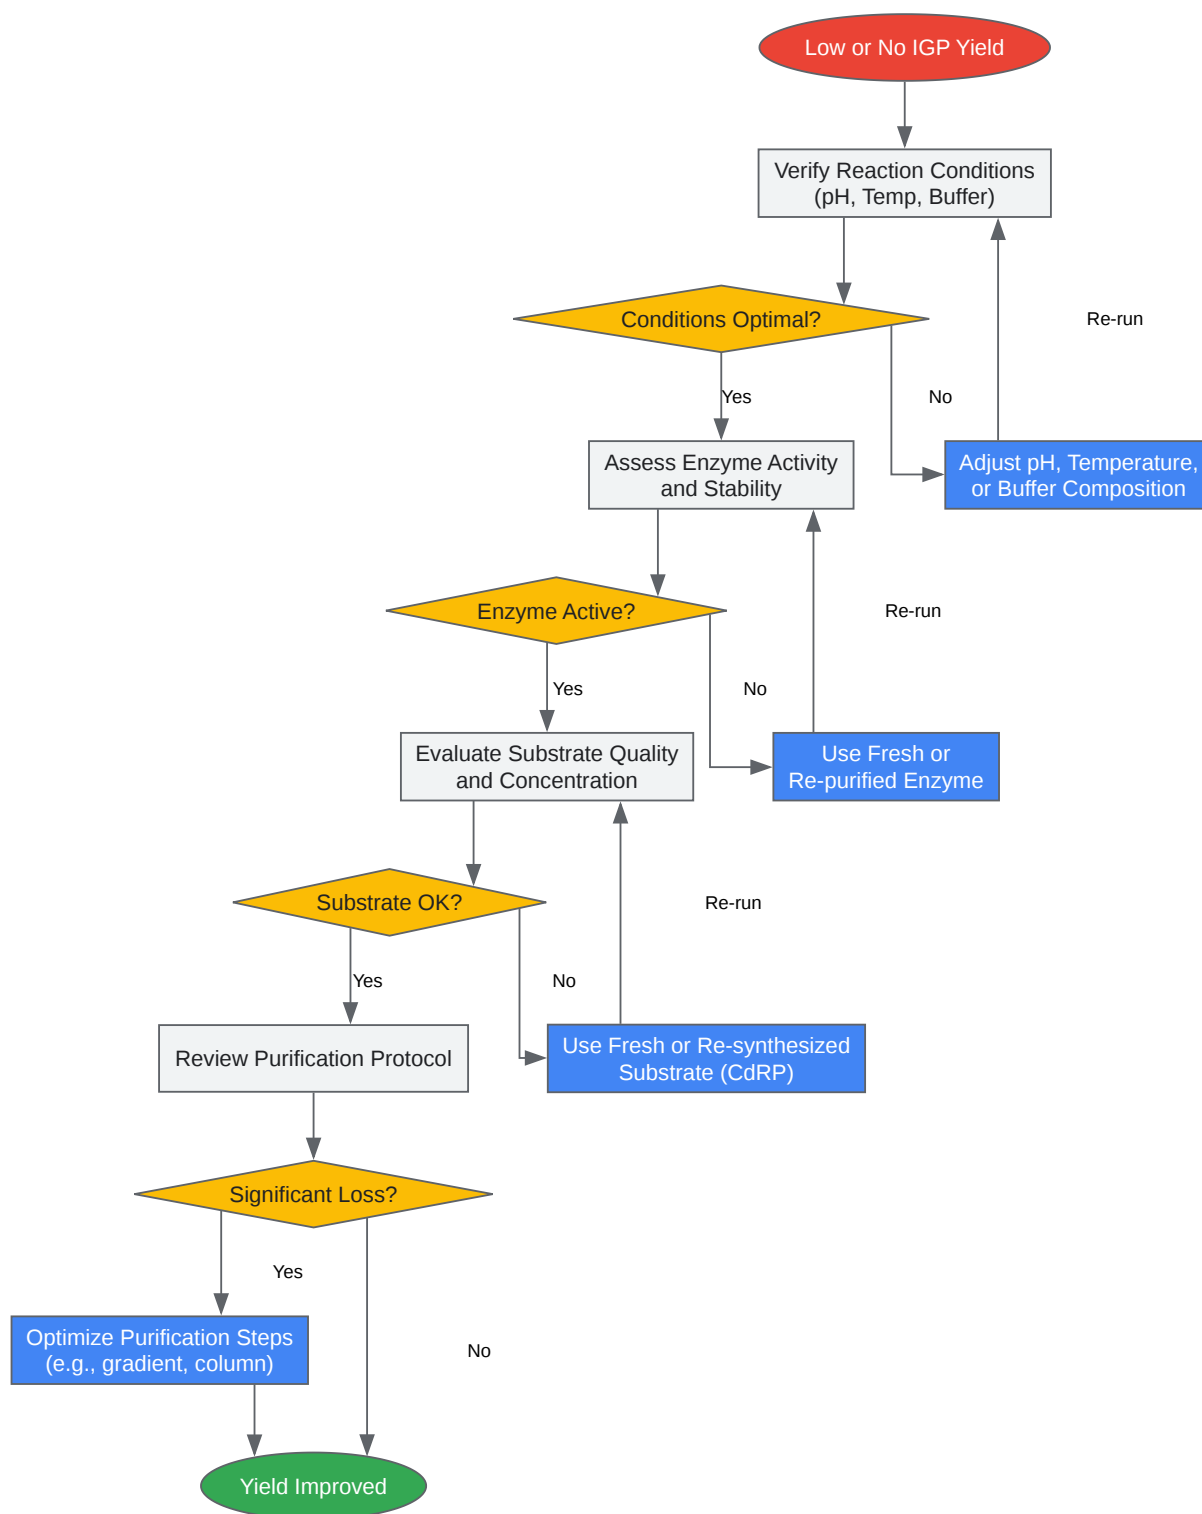 Low or No IGP Yield
Verify Reaction Conditions
(pH, Temp, Buffer)
Conditions Optimal?
Re-run
Yes
No
Assess Enzyme Activity
and Stability
Adjust pH, Temperature,
or Buffer Composition
Enzyme Active?
Re-run
Yes
No
Evaluate Substrate Quality
and Concentration
Use Fresh or
Re-purified Enzyme
Substrate OK?
Re-run
Yes
No
Review Purification Protocol
Use Fresh or Re-synthesized
Substrate (CdRP)
Significant Loss?
Yes
Optimize Purification Steps
(e.g., gradient, column)
No
Yield Improved